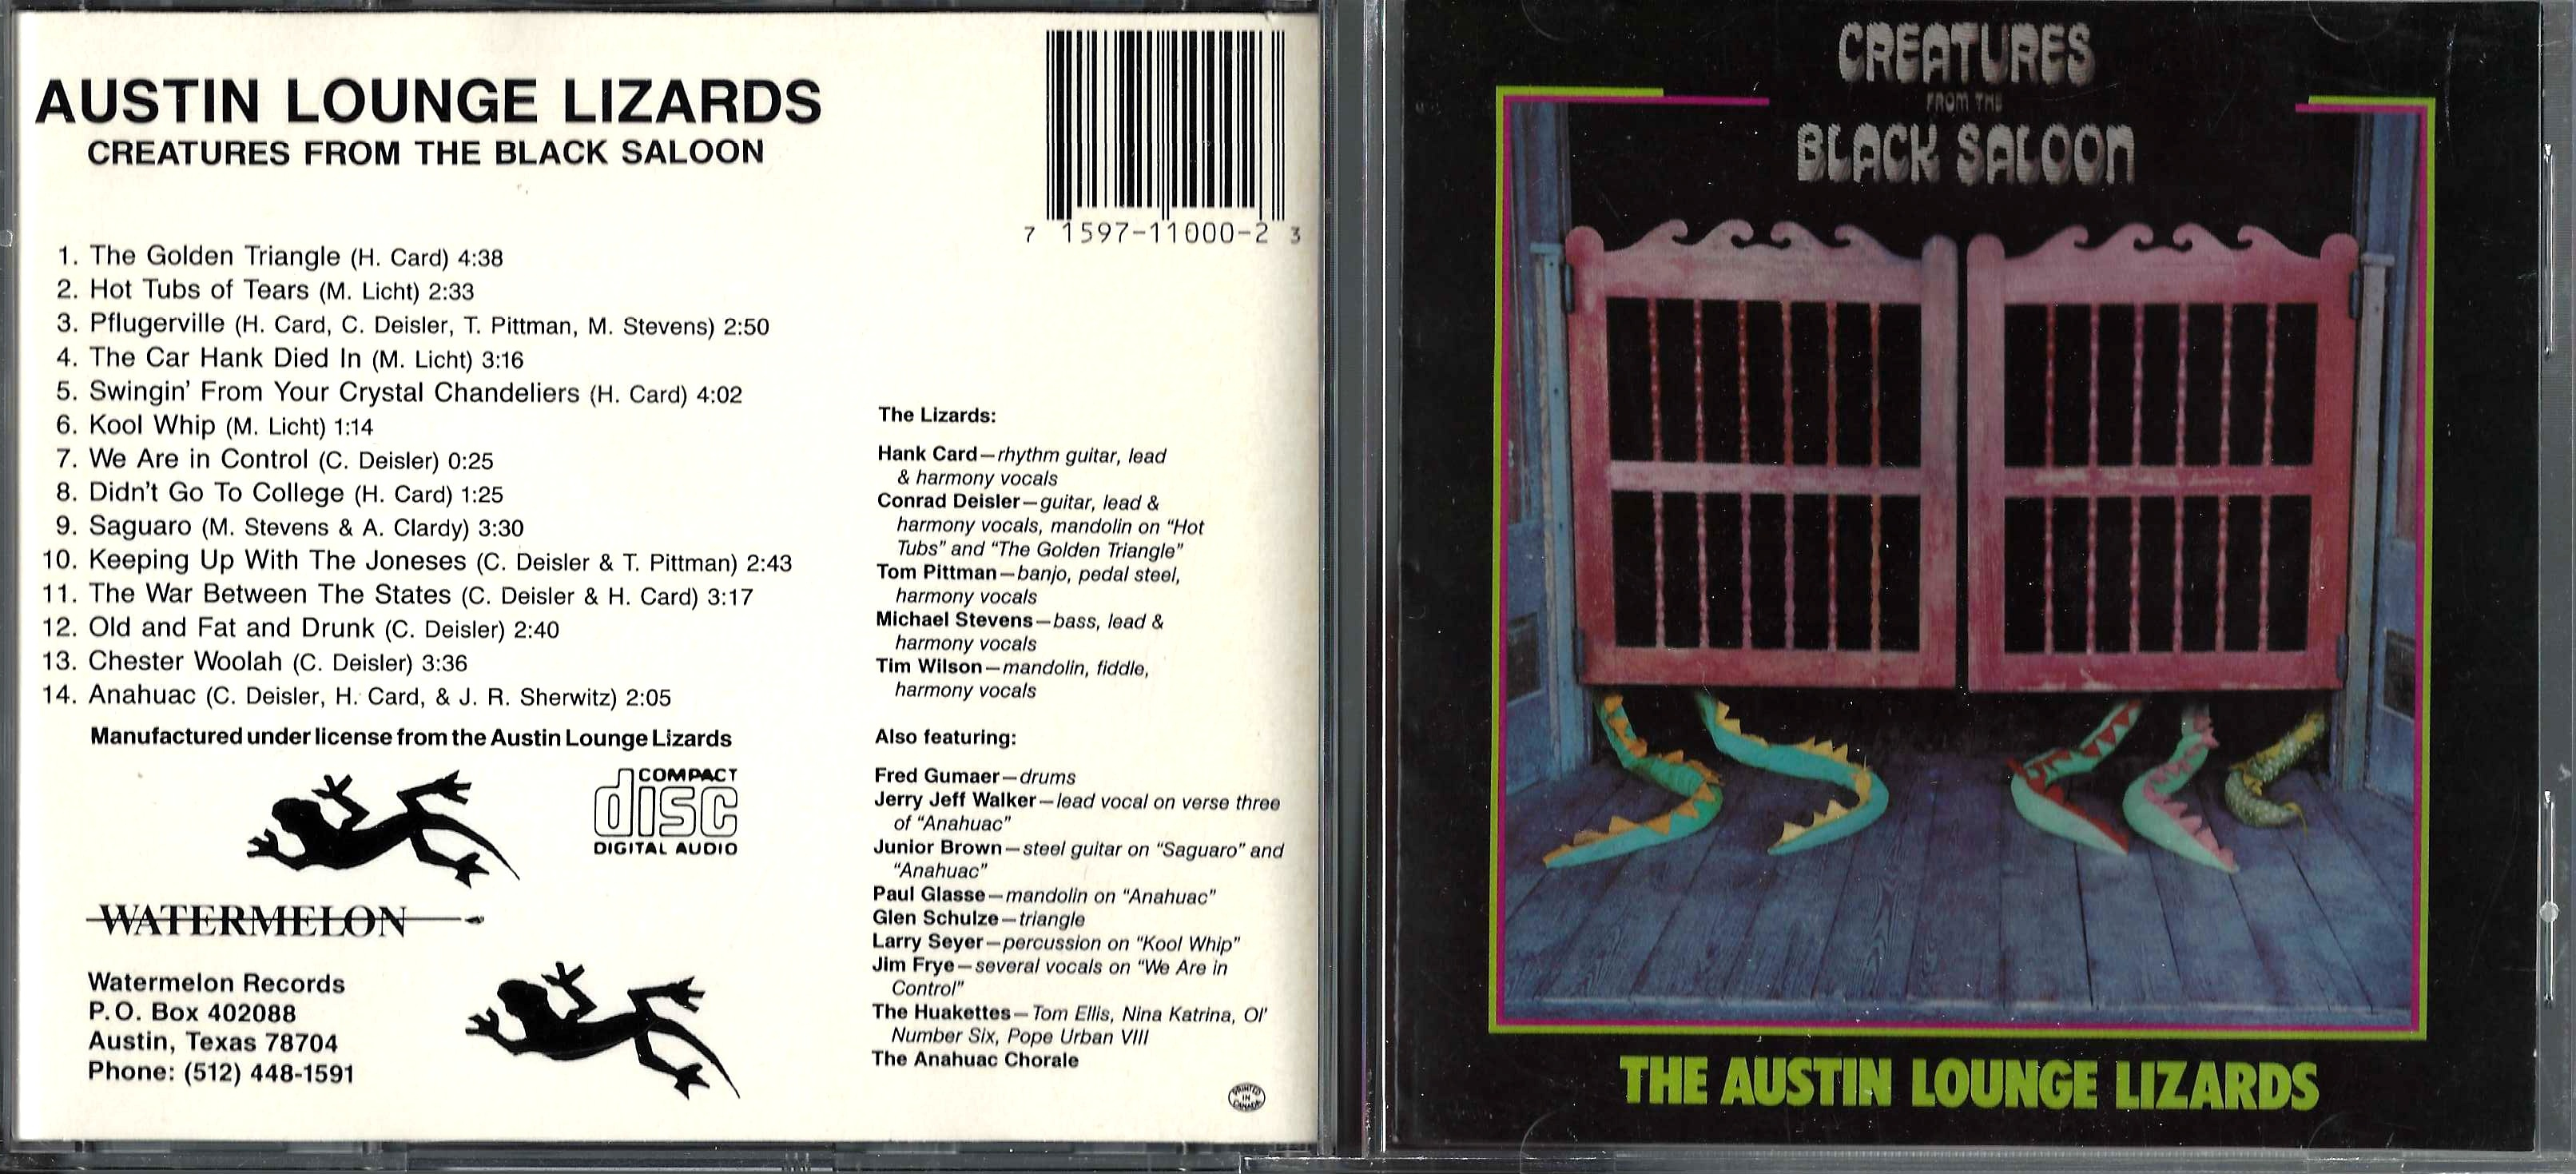 AUSTIN LOUNGE LIZARDS
CREATURES FROM THE BLACK SALOON
7 1597-11000-2 3
1. The Golden Triangle (H. Card) 4:38
2. Hot Tubs of Tears (M. Licht) 2:33
3. Pflugerville (H. Card, C. Deisler, T. Pittman, M. Stevens) 2:50
4. The Car Hank Died In (M. Licht) 3:16
5. Swingin’ From Your Crystal Chandeliers (H. Card) 4:02
6. Kool Whip (M. Licht) 1:14
7. We Are in Control (C. Deisler) 0:25
8. Didn’t Go To College (H. Card) 1:25
9. Saguaro (M. Stevens & A. Clardy) 3:30
10. Keeping Up With The Joneses (C. Deisler & T. Pittman) 2:43
11. The War Between The States (C. Deisler & H. Card) 3:17
12. Old and Fat and Drunk (C. Deisler) 2:40
13. Chester Woolah (C. Deisler) 3:36
14. Anahuac (C. Deisler, H. Card, & J. R. Sherwitz) 2:05
Manufactured under license from the Austin Lounge Lizards
COMPACT
disc
DIGITAL AUDIO
WATERMELON
Watermelon Records
P.O. Box 402088
Austin, Texas 78704
Phone: (512) 448-1591
The Lizards:
Hank Card—rhythm guitar, lead
& harmony vocals
Conrad Deisler—guitar, lead &
harmony vocals, mandolin on “Hot
Tubs” and “The Golden Triangle”
Tom Pittman—banjo, pedal steel,
harmony vocals
Michael Stevens—bass, lead &
harmony vocals
Tim Wilson—mandolin, fiddle,
harmony vocals
Also featuring:
Fred Gumaer—drums
Jerry Jeff Walker—lead vocal on verse three
of “Anahuac”
Junior Brown—steel guitar on “Saguaro” and
“Anahuac”
Paul Glasse—mandolin on “Anahuac”
Glen Schulze—triangle
Larry Seyer—percussion on “Kool Whip”
Jim Frye—several vocals on “We Are in
Control”
The Huakettes—Tom Ellis, Nina Katrina, Ol’
Number Six, Pope Urban VIII
The Anahuac Chorale
PRINTED
IN
CANADA
CREATURES
FROM THE
BLACK SALOON
THE AUSTIN LOUNGE LIZARDS